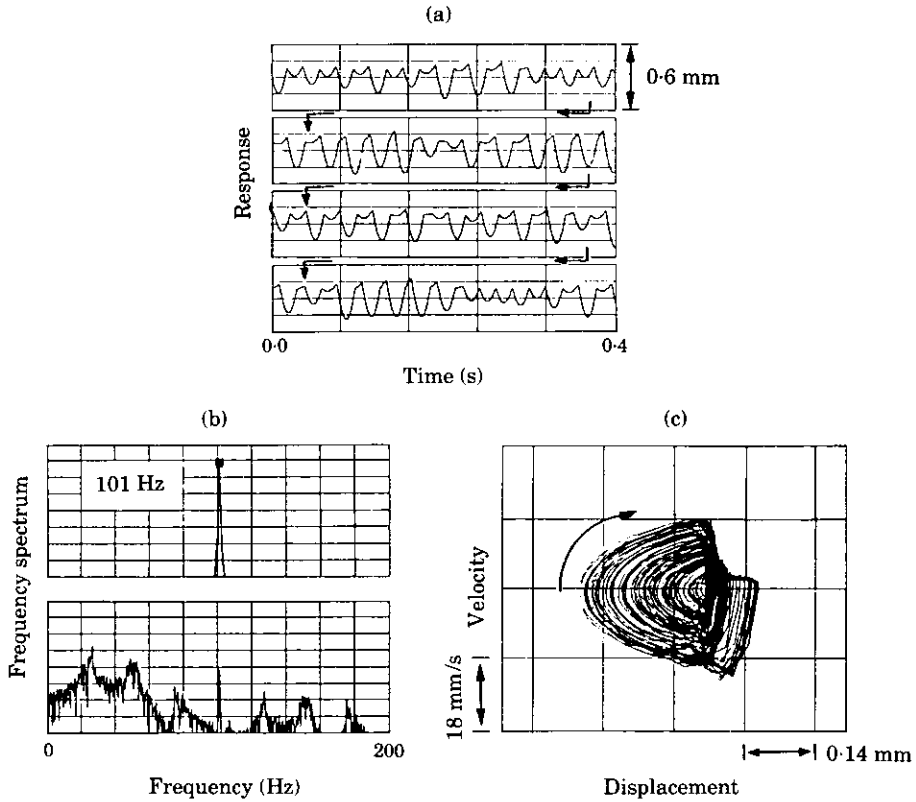 (a)
0·6 mm
Response
0·0
0·4
Time (s)
(b)
(c)
101 Hz
Frequency spectrum
0
200
Frequency (Hz)
Velocity
18 mm/s
0·14 mm
Displacement